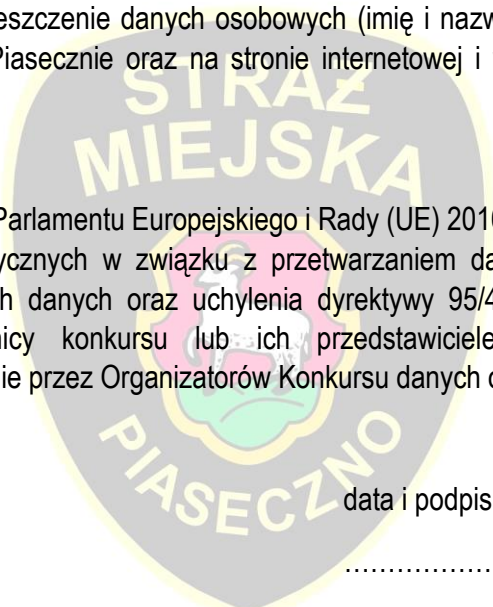 eszczenie danych osobowych (imię i nazw
Piasecznie oraz na stronie internetowej i
STRAŻ
MIEJSKA
Parlamentu Europejskiego i Rady (UE) 201
ycznych w związku z przetwarzaniem da
h danych oraz uchylenia dyrektywy 95/4
nicy konkursu lub ich przedstawiciele
ie przez Organizatorów Konkursu danych
PIASECZNO
data i podpis
………………